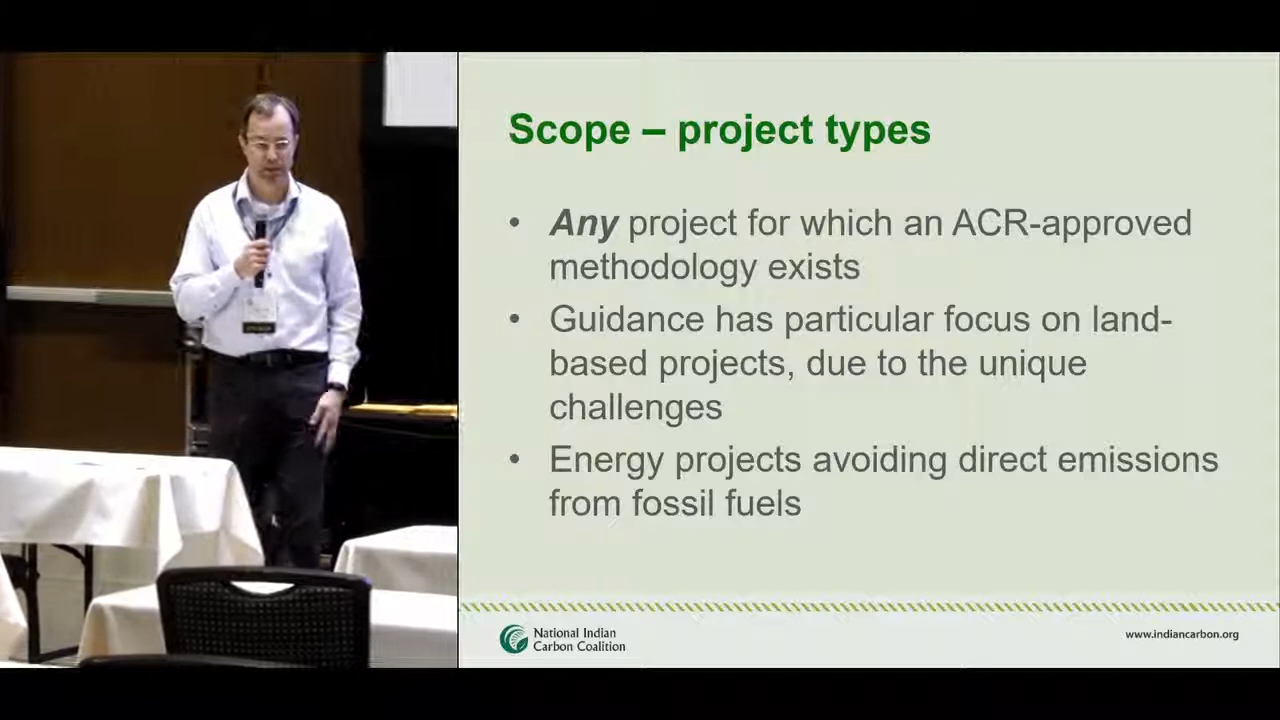 Scope – project types
• Any project for which an ACR-approved
methodology exists
• Guidance has particular focus on land-
based projects, due to the unique
challenges
• Energy projects avoiding direct emissions
from fossil fuels
National Indian
Carbon Coalition
www.indiancarbon.org